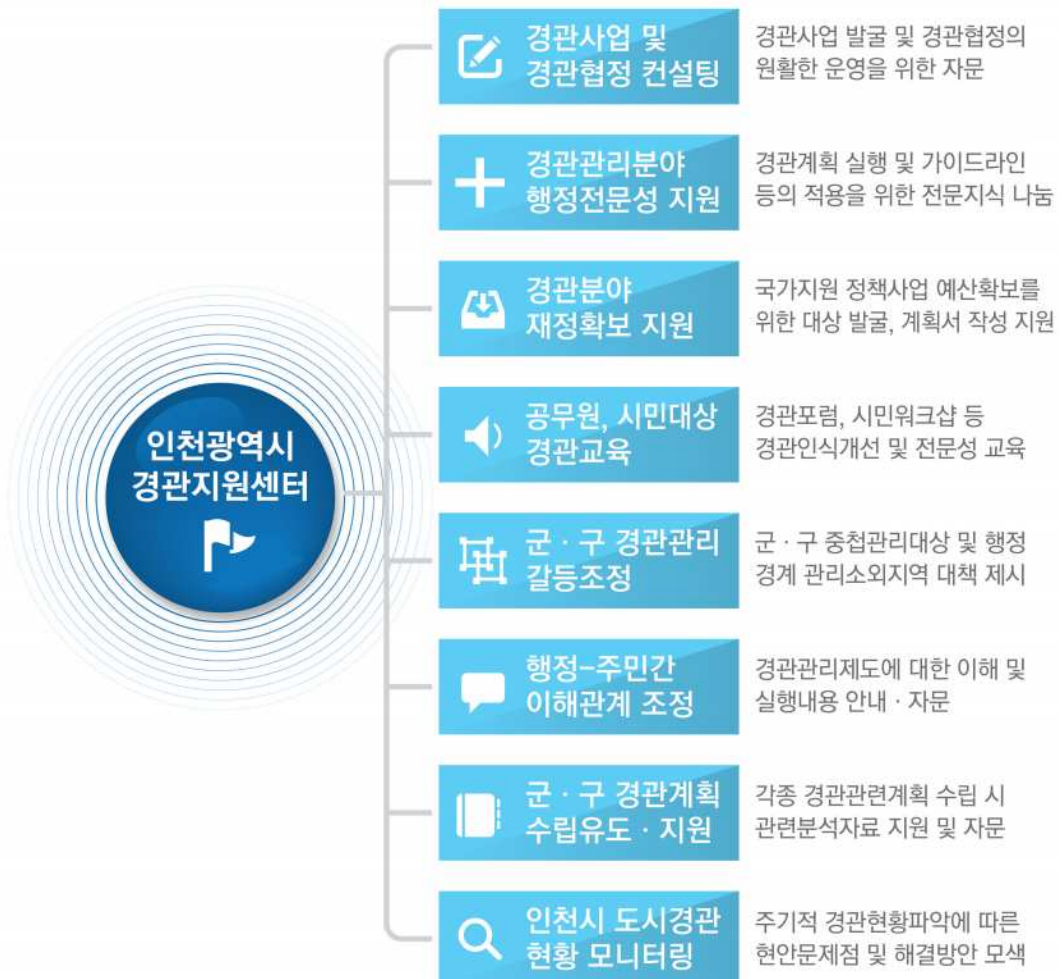 인천광역시
경관지원센터
경관사업 및
경관협정 컨설팅
경관사업 발굴 및 경관협정의
원활한 운영을 위한 자문
경관관리분야
행정전문성 지원
경관계획 실행 및 가이드라인
등의 적용을 위한 전문지식 나눔
경관분야
재정확보 지원
국가지원 정책사업 예산확보를
위한 대상 발굴, 계획서 작성 지원
공무원, 시민대상
경관교육
경관포럼, 시민워크샵 등
경관인식개선 및 전문성 교육
군 · 구 경관관리
갈등조정
군 · 구 중첩관리대상 및 행정
경계 관리소외지역 대책 제시
행정-주민간
이해관계 조정
경관관리제도에 대한 이해 및
실행내용 안내 · 자문
군 · 구 경관계획
수립유도 · 지원
각종 경관관련계획 수립 시
관련분석자료 지원 및 자문
인천시 도시경관
현황 모니터링
주기적 경관현황파악에 따른
현안문제점 및 해결방안 모색